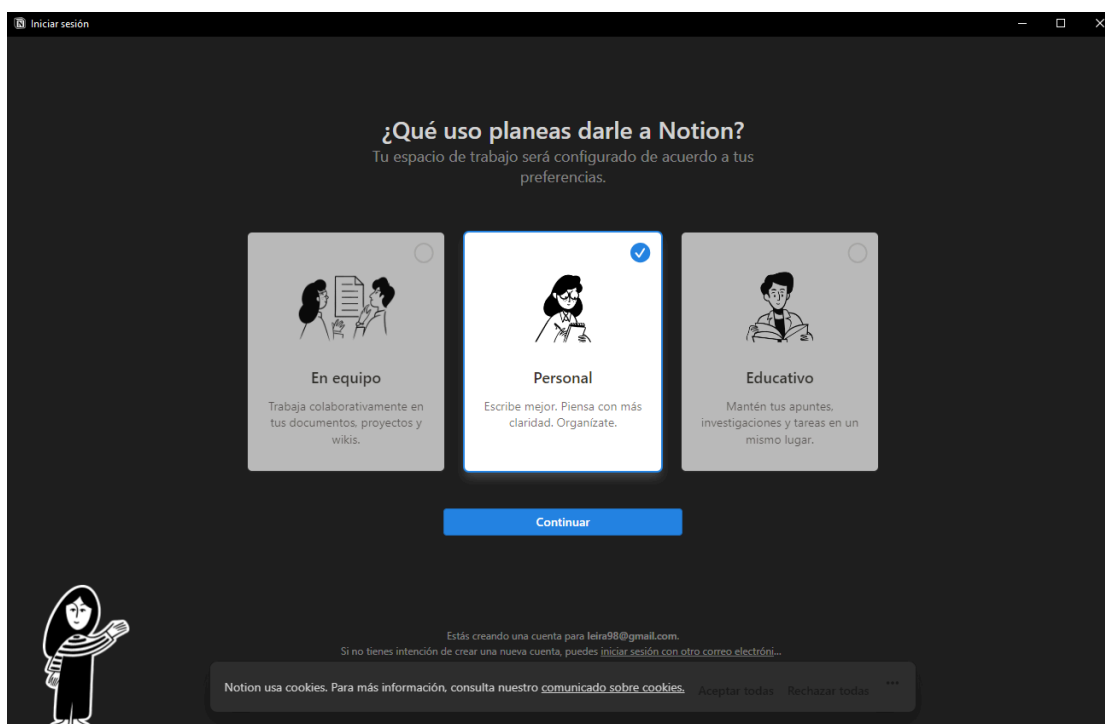 Iniciar sesión
¿Qué uso planeas darle a Notion?
Tu espacio de trabajo será configurado de acuerdo a tus
preferencias.
En equipo
Trabaja colaborativamente en
tus documentos, proyectos y
wikis.
Personal
Escribe mejor. Piensa con más
claridad. Organízate.
Educativo
Mantén tus apuntes,
investigaciones y tareas en un
mismo lugar.
Continuar
Estás creando una cuenta para leira98@gmail.com.
Si no tienes intención de crear una nueva cuenta, puedes iniciar sesión con otro correo electróni...
Notion usa cookies. Para más información, consulta nuestro comunicado sobre cookies. Aceptar todas Rechazar todas ...